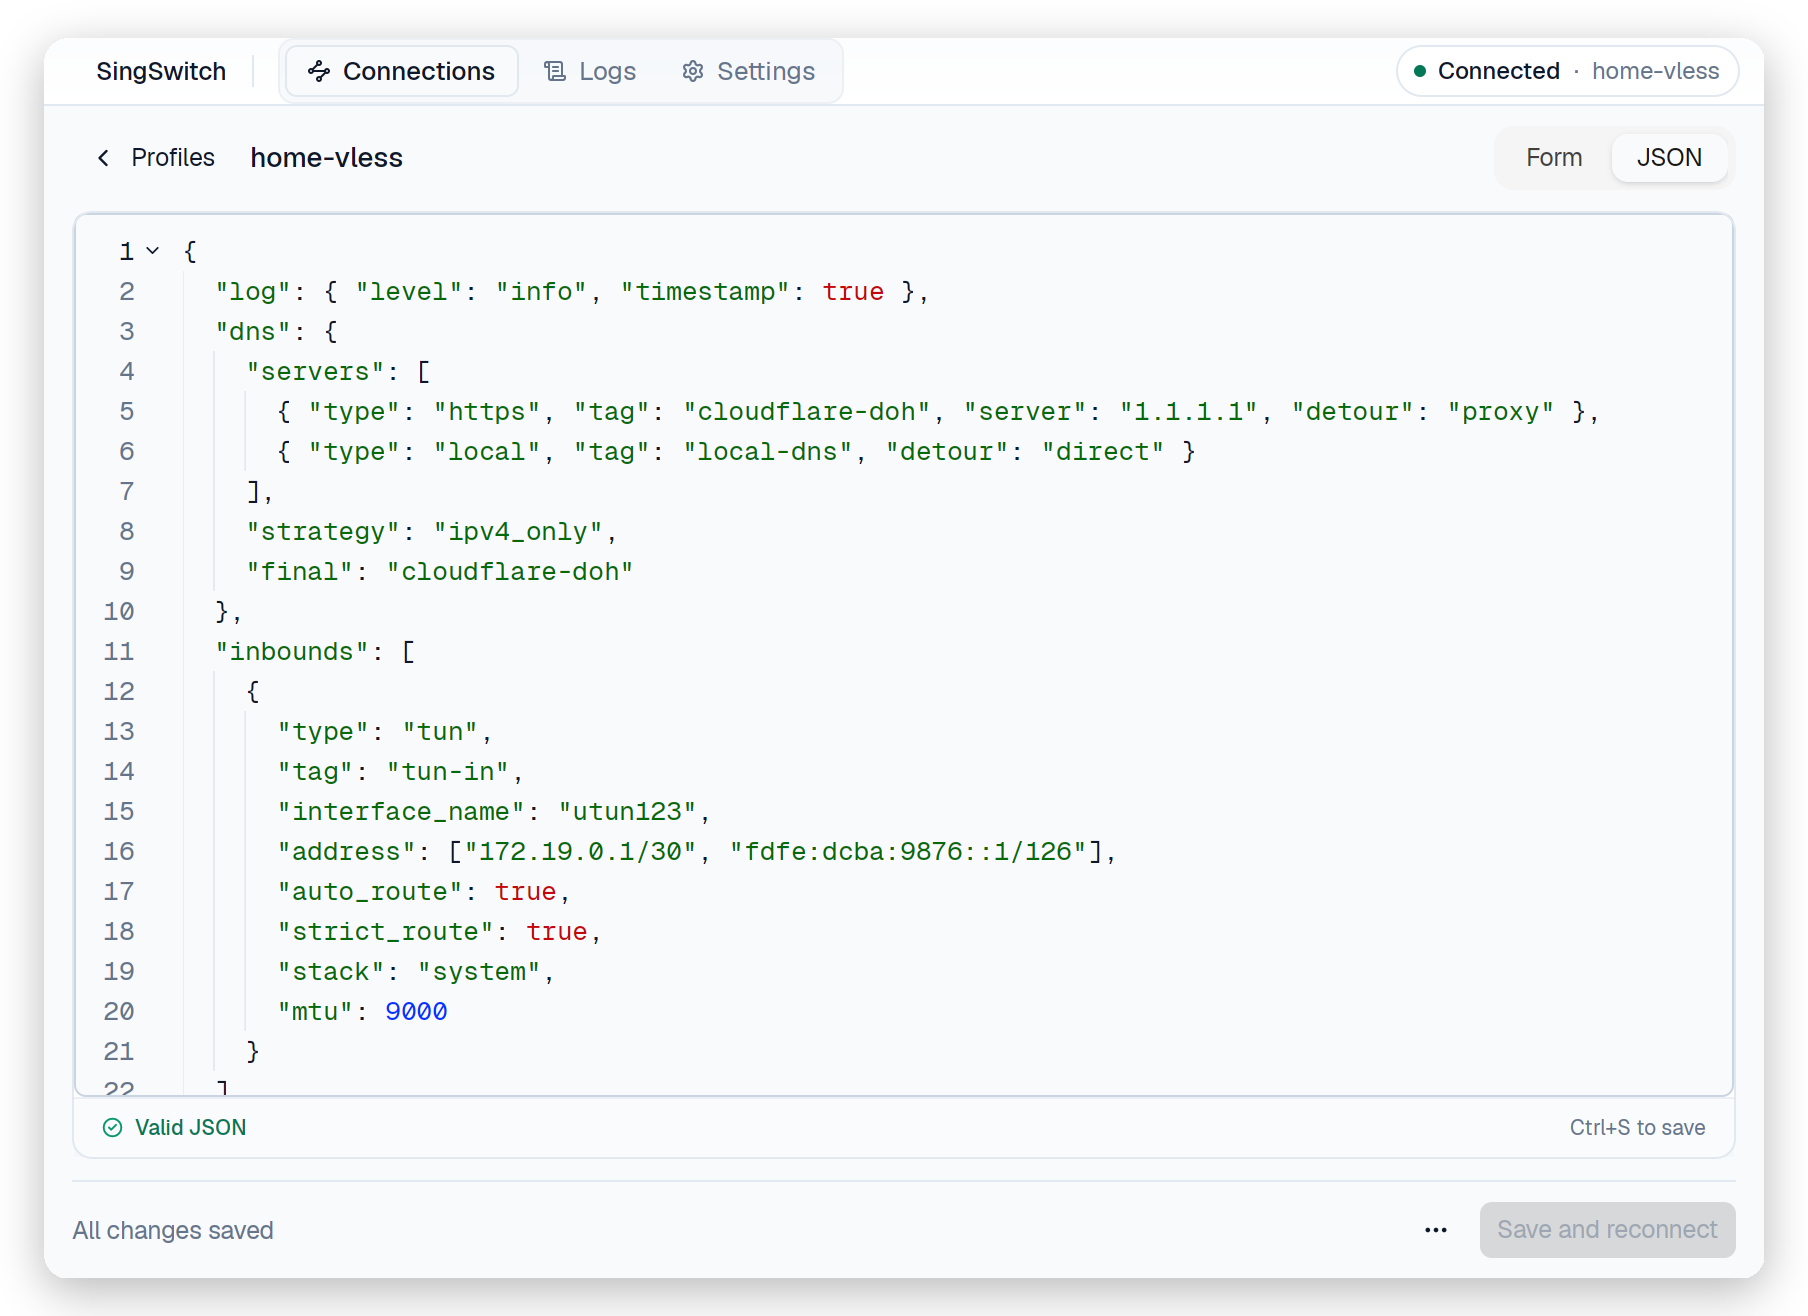 SingSwitch Connections Logs Settings Connected · home-vless
Profiles home-vless Form JSON
1 {
2 "log": { "level": "info", "timestamp": true },
3 "dns": {
4 "servers": [
5 { "type": "https", "tag": "cloudflare-doh", "server": "1.1.1.1", "detour": "proxy" },
6 { "type": "local", "tag": "local-dns", "detour": "direct" }
7 ],
8 "strategy": "ipv4_only",
9 "final": "cloudflare-doh"
10 },
11 "inbounds": [
12 {
13 "type": "tun",
14 "tag": "tun-in",
15 "interface_name": "utun123",
16 "address": ["172.19.0.1/30", "fdfe:dcba:9876::1/126"],
17 "auto_route": true,
18 "strict_route": true,
19 "stack": "system",
20 "mtu": 9000
21 }
22 ]
Valid JSON Ctrl+S to save
All changes saved ••• Save and reconnect